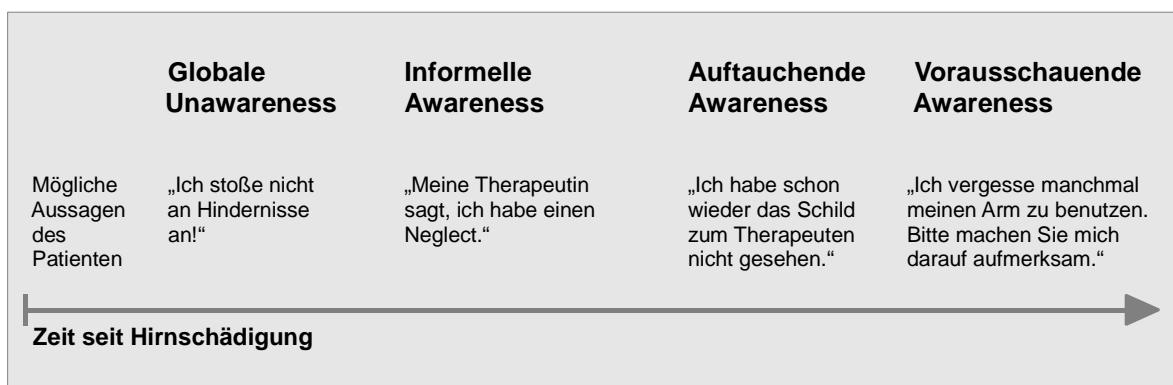 Globale
Unawareness
Informelle
Awareness
Auftauchende
Awareness
Vorausschauende
Awareness
Mögliche
Aussagen
des
Patienten
„Ich stoße nicht
an Hindernisse
an!“
„Meine Therapeutin
sagt, ich habe einen
Neglect.“
„Ich habe schon
wieder das Schild
zum Therapeuten
nicht gesehen.“
„Ich vergesse manchmal
meinen Arm zu benutzen.
Bitte machen Sie mich
darauf aufmerksam.“
Zeit seit Hirnschädigung